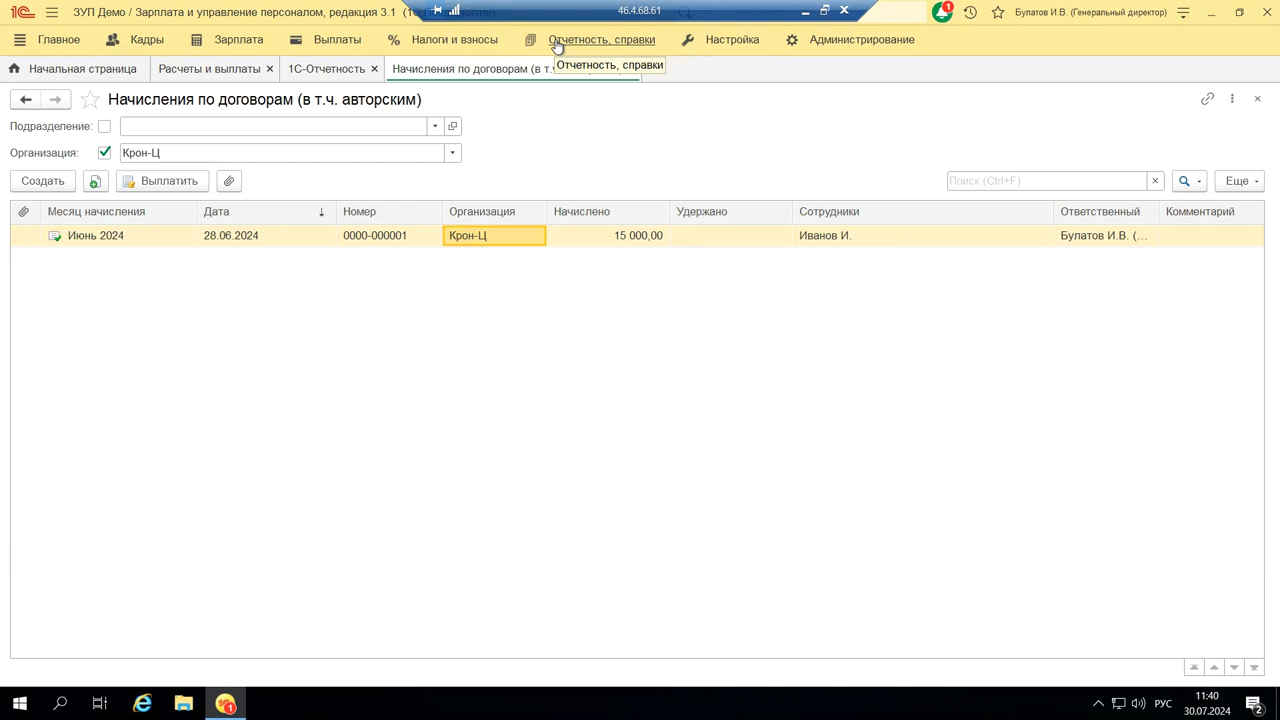 ЗУП Демо / Зарплата и управление персоналом, редакция 3.1 (1С
46.4.68.61
1
Булатов И.В. (Генеральный директор)
Главное
Кадры
Зарплата
Выплаты
Налоги и взносы
Отчетность, справки
Настройка
Администрирование
Отчетность, справки
Начальная страница
Расчеты и выплаты
1С-Отчетность
Начисления по договорам (в т.ч.
Начисления по договорам (в т.ч. авторским)
Подразделение:
Организация:
Крон-Ц
Создать
Выплатить
Поиск (Ctrl+F)
Еще
Месяц начисления
Дата
Номер
Организация
Начислено
Удержано
Сотрудники
Ответственный
Комментарий
Июнь 2024
28.06.2024
0000-000001
Крон-Ц
15 000,00
Иванов И.
Булатов И.В. (...
1
РУС
11:40
30.07.2024
2